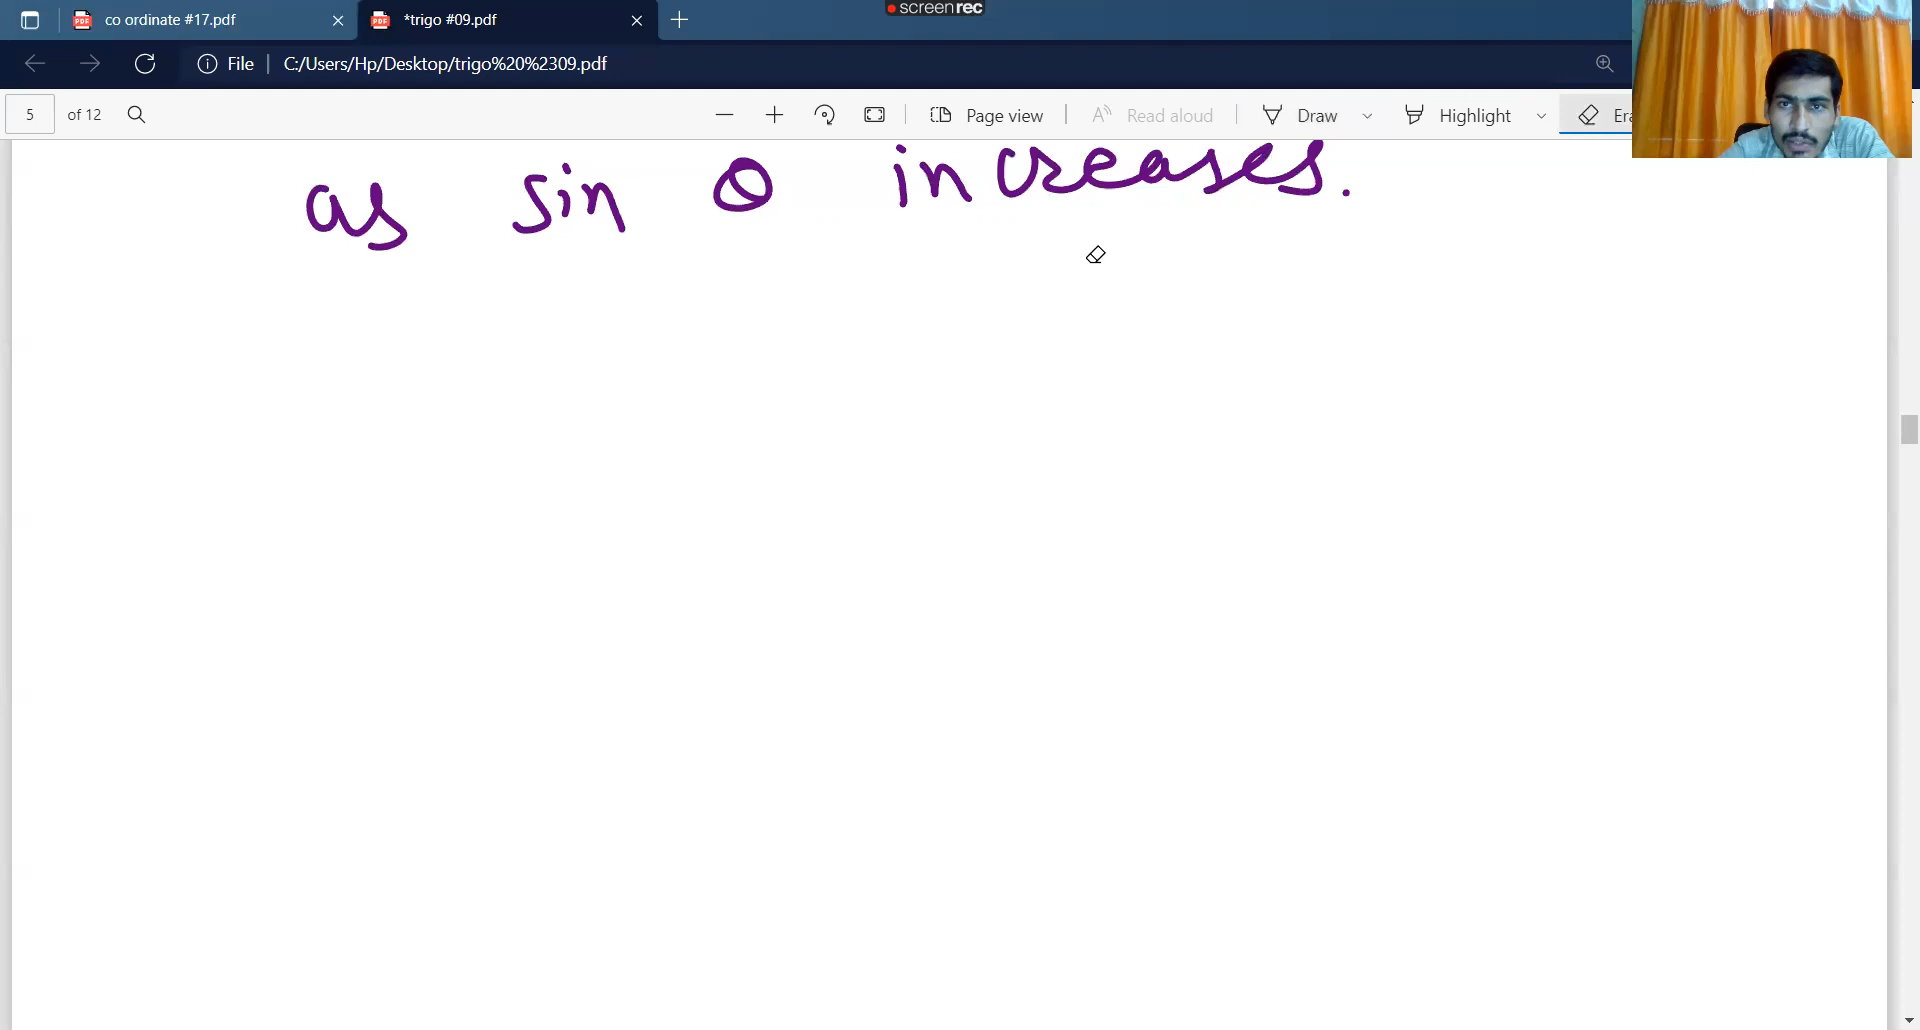 co ordinate #17.pdf
*trigo #09.pdf
screenrec
File
C:/Users/Hp/Desktop/trigo%20%2309.pdf
5 of 12
Page view
Read aloud
Draw
Highlight
Era
increases.
as sin θ